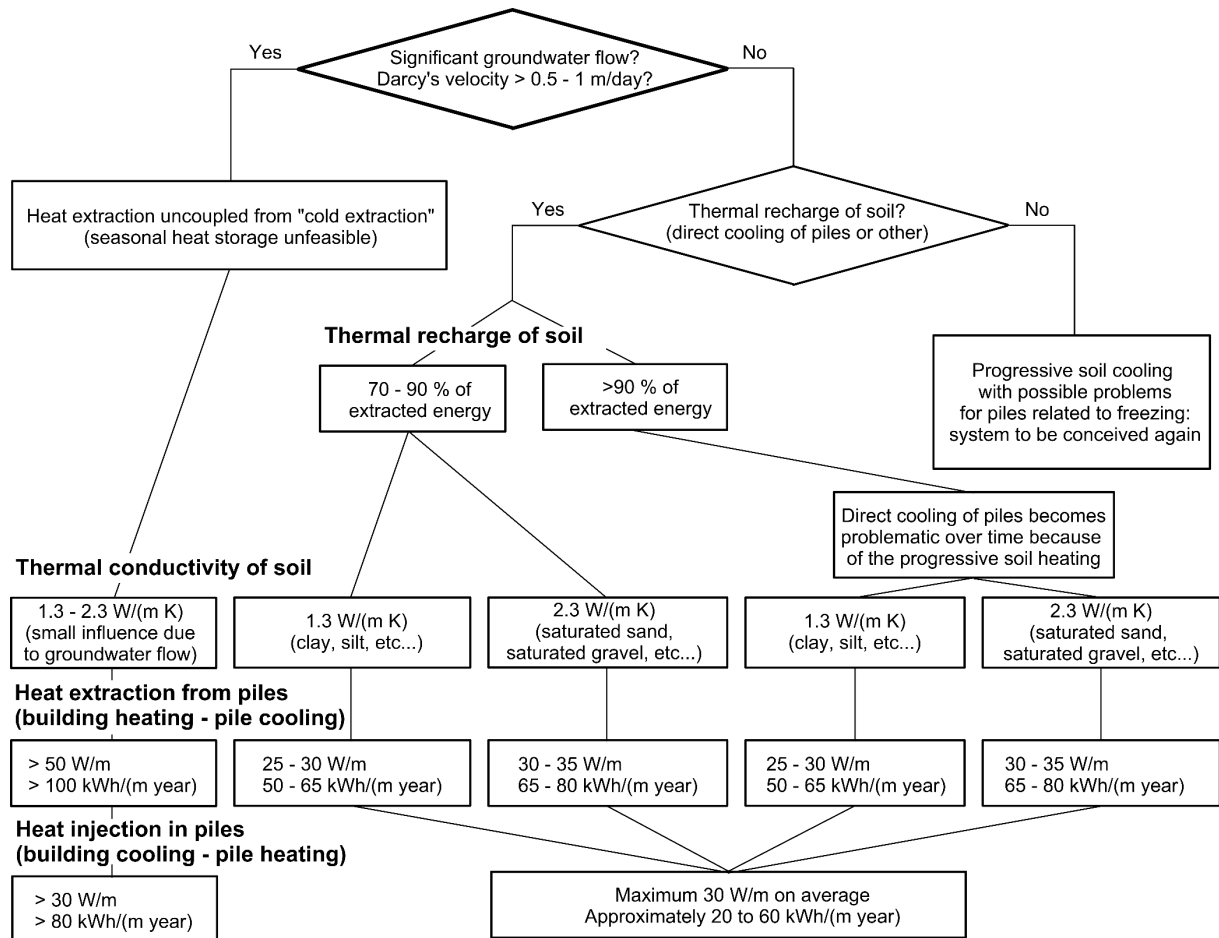 Yes
Significant groundwater flow?
Darcy's velocity > 0.5 - 1 m/day?
No
Heat extraction uncoupled from "cold extraction"
(seasonal heat storage unfeasible)
Yes
Thermal recharge of soil?
(direct cooling of piles or other)
No
Thermal recharge of soil
70 - 90 % of
extracted energy
>90 % of
extracted energy
Progressive soil cooling
with possible problems
for piles related to freezing:
system to be conceived again
Direct cooling of piles becomes
problematic over time because
of the progressive soil heating
Thermal conductivity of soil
1.3 - 2.3 W/(m K)
(small influence due
to groundwater flow)
1.3 W/(m K)
(clay, silt, etc...)
2.3 W/(m K)
(saturated sand,
saturated gravel, etc...)
1.3 W/(m K)
(clay, silt, etc...)
2.3 W/(m K)
(saturated sand,
saturated gravel, etc...)
Heat extraction from piles
(building heating - pile cooling)
> 50 W/m
> 100 kWh/(m year)
25 - 30 W/m
50 - 65 kWh/(m year)
30 - 35 W/m
65 - 80 kWh/(m year)
25 - 30 W/m
50 - 65 kWh/(m year)
30 - 35 W/m
65 - 80 kWh/(m year)
Heat injection in piles
(building cooling - pile heating)
> 30 W/m
> 80 kWh/(m year)
Maximum 30 W/m on average
Approximately 20 to 60 kWh/(m year)